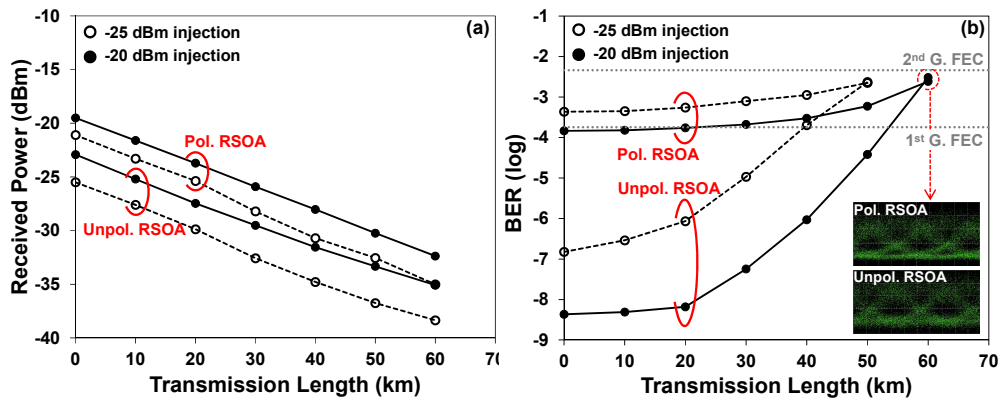 (a)
-25 dBm injection
-20 dBm injection
Pol. RSOA
Unpol. RSOA
Received Power (dBm)
-10
-15
-20
-25
-30
-35
-40
0 10 20 30 40 50 60 70
Transmission Length (km)
(b)
-25 dBm injection
-20 dBm injection
2nd G. FEC
1st G. FEC
Pol. RSOA
Unpol. RSOA
Pol. RSOA
Unpol. RSOA
BER (log)
-1
-2
-3
-4
-5
-6
-7
-8
-9
0 10 20 30 40 50 60 70
Transmission Length (km)